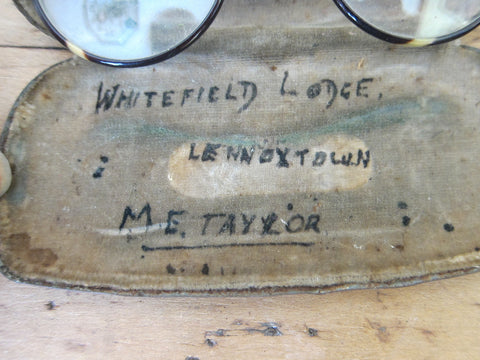 WHITEFIELD LODGE.
LENNOXTOWN
M.E. TAYLOR